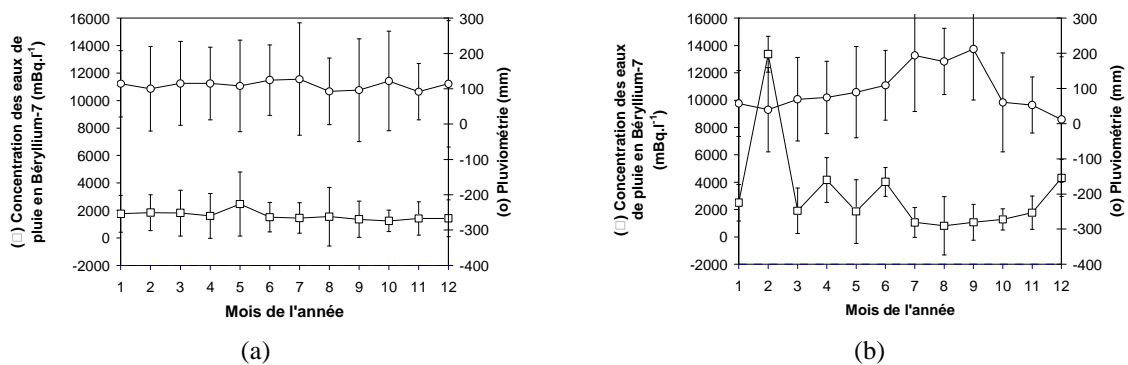 16000
14000
12000
10000
8000
6000
4000
2000
0
-2000
(□) Concentration des eaux de
pluie en Béryllium-7 (mBq.l⁻¹)
300
200
100
0
-100
-200
-300
-400
(o) Pluviométrie (mm)
1 2 3 4 5 6 7 8 9 10 11 12
Mois de l'année
(a)
16000
14000
12000
10000
8000
6000
4000
2000
0
-2000
(□) Concentration des eaux
de pluie en Béryllium-7
(mBq.l⁻¹)
300
200
100
0
-100
-200
-300
-400
(o) Pluviométrie (mm)
1 2 3 4 5 6 7 8 9 10 11 12
Mois de l'année
(b)